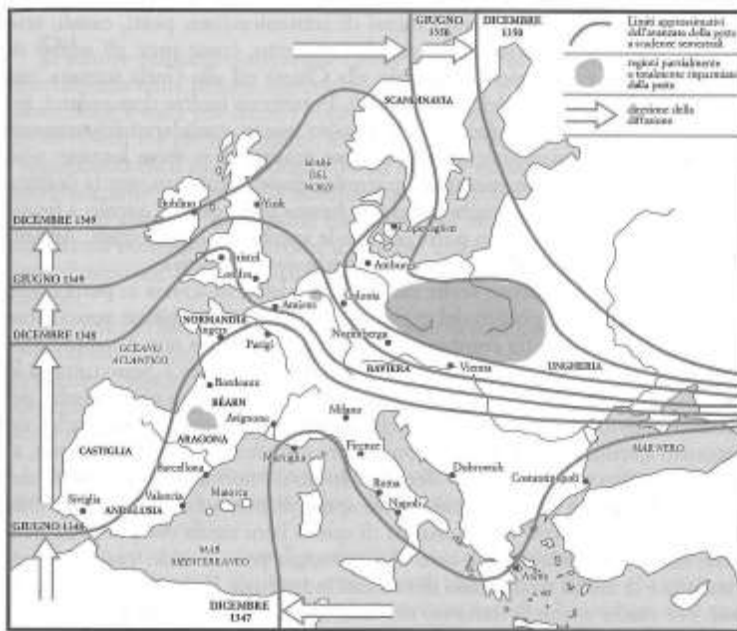 GIUGNO
1350
DICEMBRE
1350
Limiti approssimativi
dell'avanzata della peste
a scadenze semestrali
regioni parzialmente
o totalmente risparmiate
dalla peste
direzione della
diffusione
SCANDINAVIA
MARE
DEL
NORD
Dublino
York
DICEMBRE 1349
Copenaghen
Bristol
Londra
Amburgo
GIUGNO 1349
Colonia
Amiens
NORMANDIA
Angers
DICEMBRE 1348
Parigi
Norimberga
OCEANO
ATLANTICO
BAVIERA
Vienna
UNGHERIA
Bordeaux
BÉARN
Avignone
Milano
ARAGONA
CASTIGLIA
Marsiglia
Firenze
MAR NERO
Barcellona
Dubrovnik
Costantinopoli
Roma
Siviglia
Valencia
Maiorca
Napoli
ANDALUSIA
GIUGNO 1348
MAR
MEDITERRANEO
Atene
DICEMBRE
1347